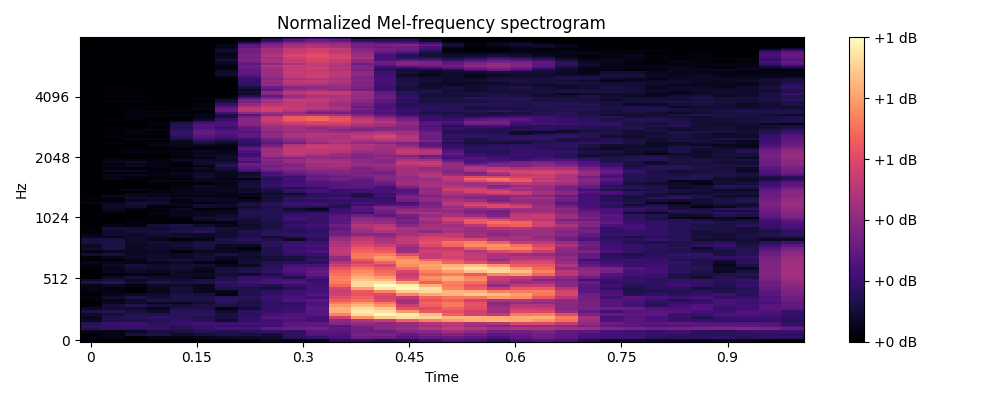 Normalized Mel-frequency spectrogram
Hz
4096
2048
1024
512
0
0 0.15 0.3 0.45 0.6 0.75 0.9
Time
+1 dB
+1 dB
+1 dB
+0 dB
+0 dB
+0 dB